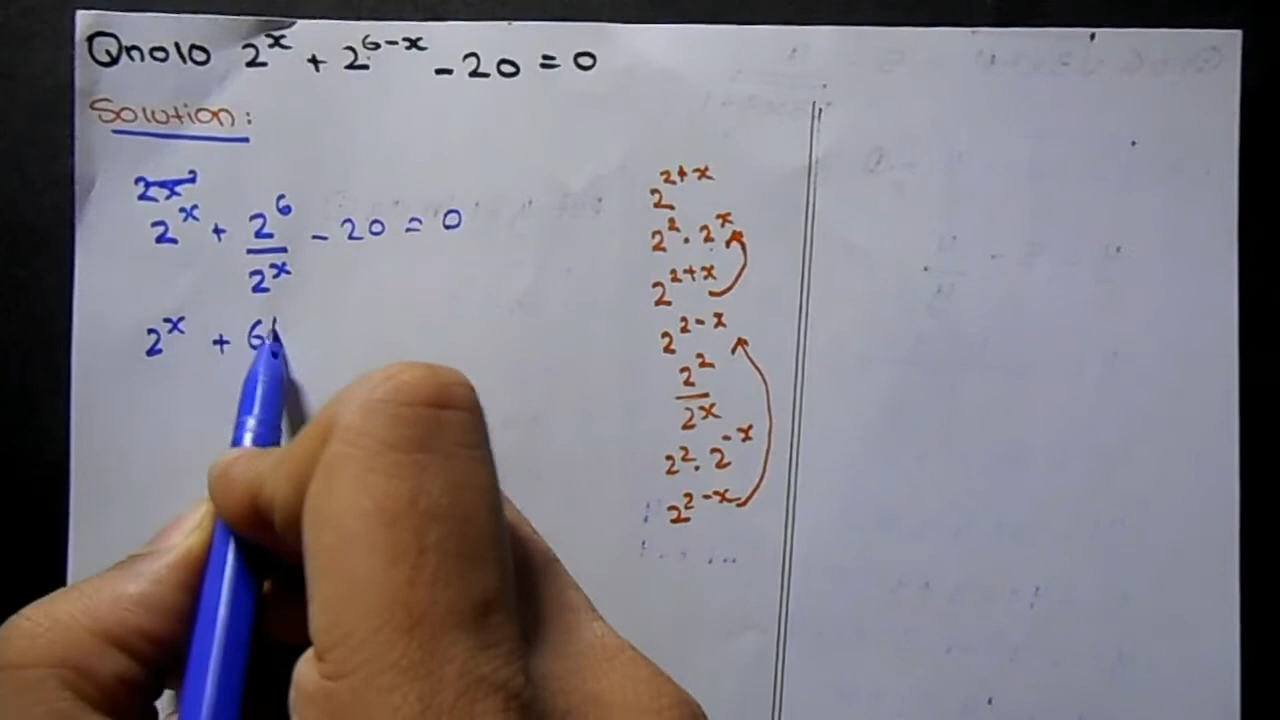 Qno10 2^x + 2^(6-x) - 20 = 0
Solution:
2^x + 2^6/2^x - 20 = 0
2^x + 6
2^(2+x)
2^2 · 2^x
2^(2+x)
2^(2-x)
2^2/2^x
2^2 · 2^-x
2^(2-x)